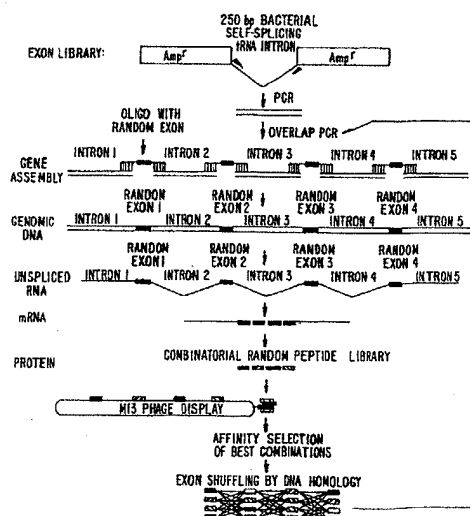 250 bp BACTERIAL
SELF-SPLICING
tRNA INTRON
EXON LIBRARY:
Ampr
Ampr
PCR
OLIGO WITH
RANDOM EXON
OVERLAP PCR
INTRON 1 INTRON 2 INTRON 3 INTRON 4 INTRON 5
GENE
ASSEMBLY
RANDOM EXON 1 RANDOM EXON 2 RANDOM EXON 3 RANDOM EXON 4
GENOMIC
DNA
INTRON 1 INTRON 2 INTRON 3 INTRON 4 INTRON 5
RANDOM EXON1 RANDOM EXON 2 RANDOM EXON 3 RANDOM EXON 4
UNSPLICED
RNA
INTRON 1 INTRON 2 INTRON 3 INTRON 4 INTRON 5
mRNA
PROTEIN
COMBINATORIAL RANDOM PEPTIDE LIBRARY
M13 PHAGE DISPLAY
AFFINITY SELECTION
OF BEST COMBINATIONS
EXON SHUFFLING BY DNA HOMOLOGY